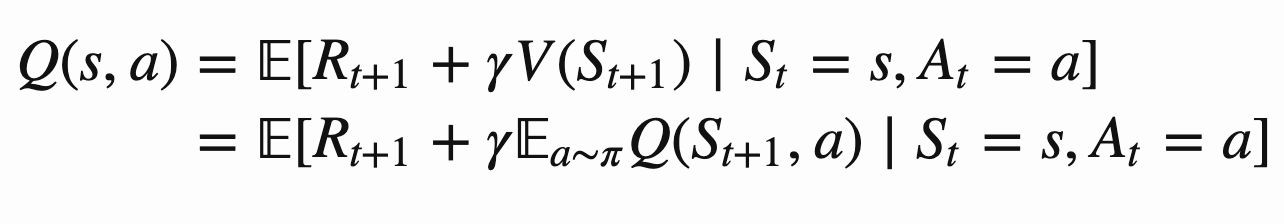 Q(s, a) = 𝔼[R_{t+1} + γV(S_{t+1}) | S_t = s, A_t = a]
= 𝔼[R_{t+1} + γ𝔼_{a∼π}Q(S_{t+1}, a) | S_t = s, A_t = a]